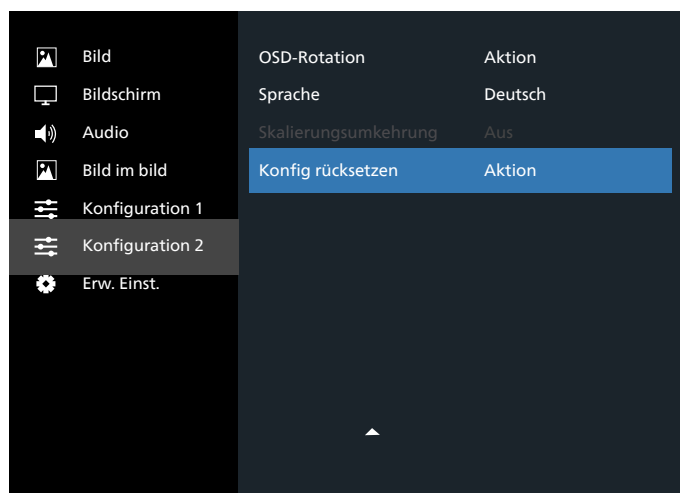 Bild
Bildschirm
Audio
Bild im bild
Konfiguration 1
Konfiguration 2
Erw. Einst.
OSD-Rotation Aktion
Sprache Deutsch
Skalierungsumkehrung Aus
Konfig rücksetzen Aktion